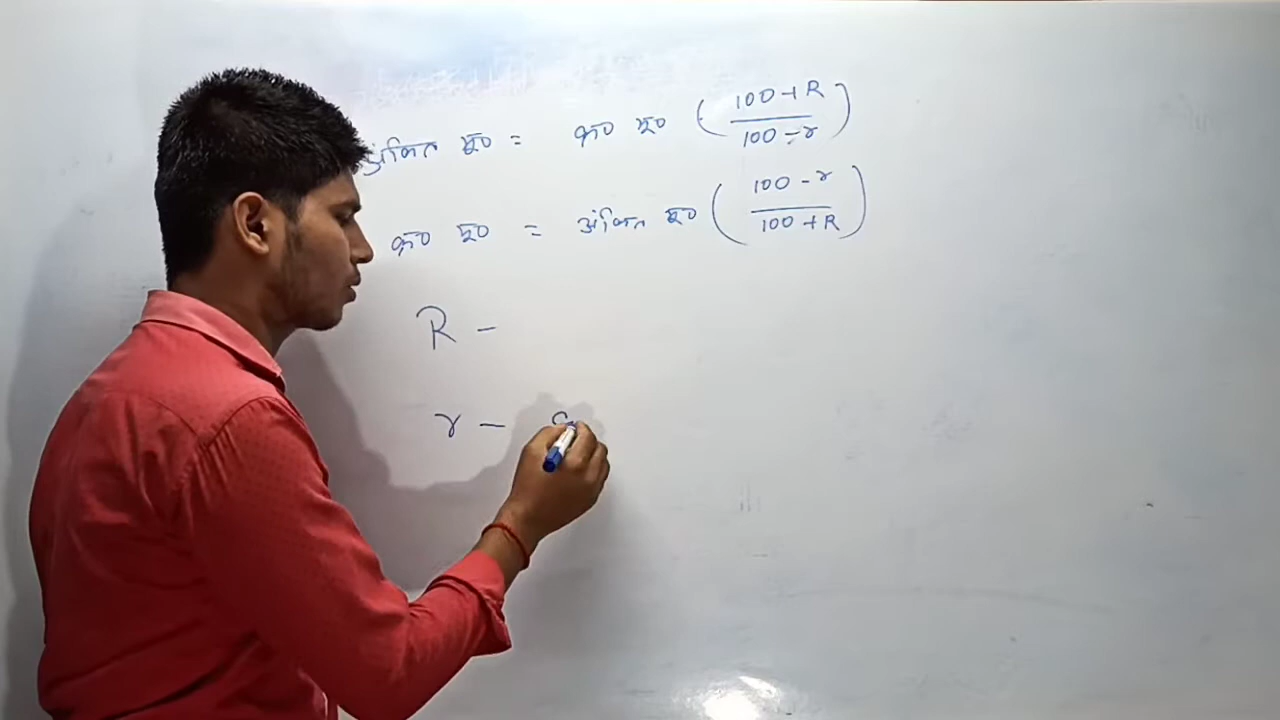 अंकित मू० = क्र० मू० ( 100 + R / 100 - r )
क्र० मू० = अंकित मू० ( 100 - r / 100 + R )
R -
r -